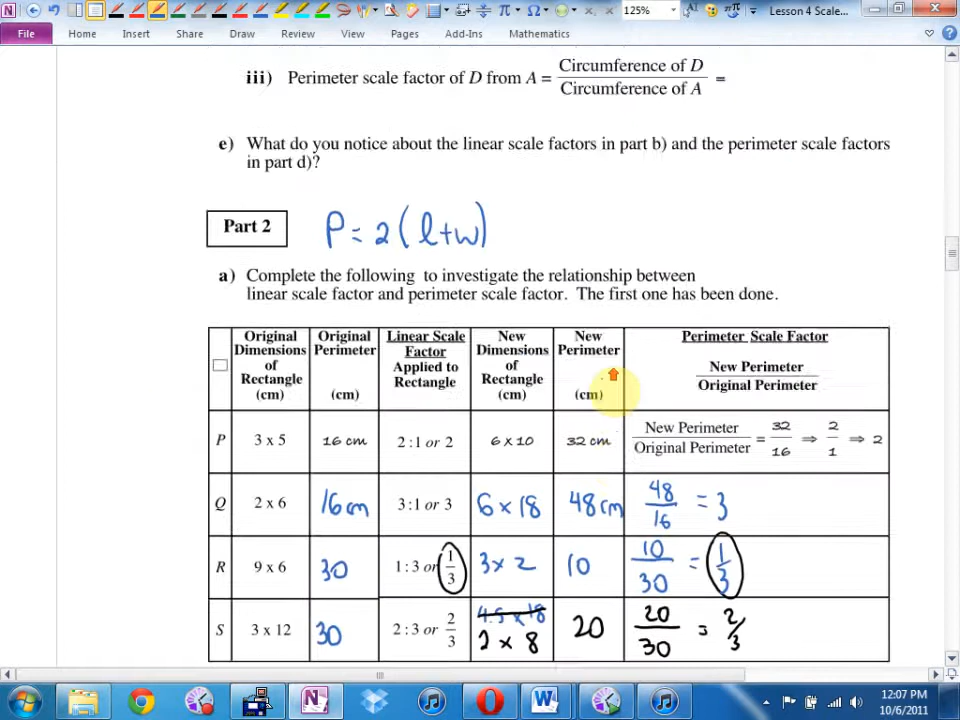 125%
Lesson 4 Scale...
File Home Insert Share Draw Review View Pages Options Mathematics
iii) Perimeter scale factor of D from A = Circumference of D / Circumference of A =
e) What do you notice about the linear scale factors in part b) and the perimeter scale factors
in part d)?
Part 2 P = 2(l+w)
a) Complete the following to investigate the relationship between
linear scale factor and perimeter scale factor. The first one has been done.
Original Dimensions of Rectangle (cm)
Original Perimeter (cm)
Linear Scale Factor Applied to Rectangle
New Dimensions of Rectangle (cm)
New Perimeter (cm)
Perimeter Scale Factor New Perimeter / Original Perimeter
P 3 x 5 16 cm 2 : 1 or 2 6 x 10 32 cm New Perimeter / Original Perimeter = 32/16 ⇒ 2/1 ⇒ 2
Q 2 x 6 16 cm 3 : 1 or 3 6 x 18 48 cm 48/16 = 3
R 9 x 6 30 1 : 3 or 1/3 3 x 2 10 10/30 = 1/3
S 3 x 12 30 2 : 3 or 2/3 4.5 x 18 2 x 8 20 20/30 = 2/3
12:07 PM
10/6/2011